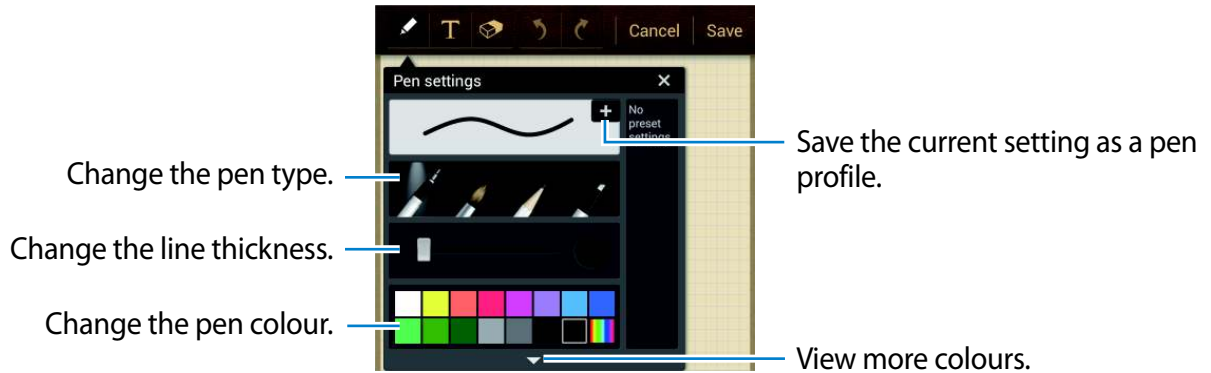 T
Cancel
Save
Pen settings
No
preset
settings
Save the current setting as a pen
profile.
Change the pen type.
Change the line thickness.
Change the pen colour.
View more colours.